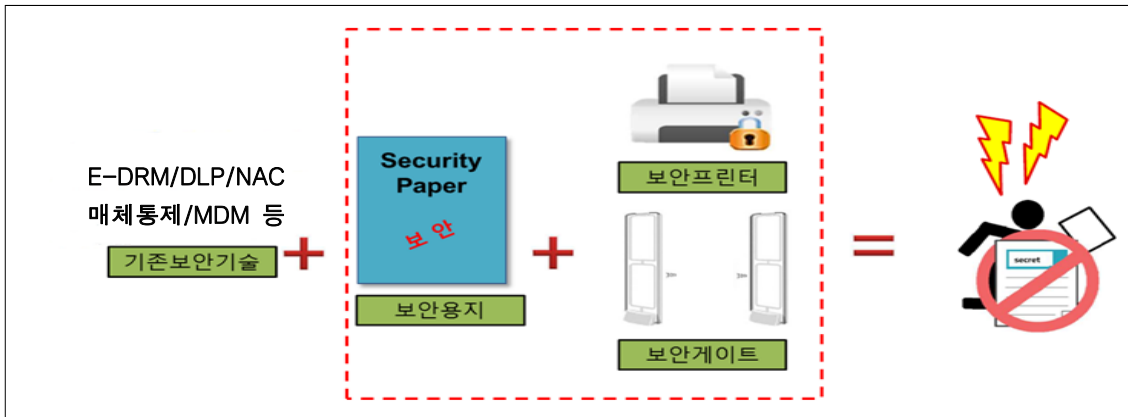 E-DRM/DLP/NAC
매체통제/MDM 등
기존보안기술
Security
Paper
보 안
보안용지
보안프린터
보안게이트
secret